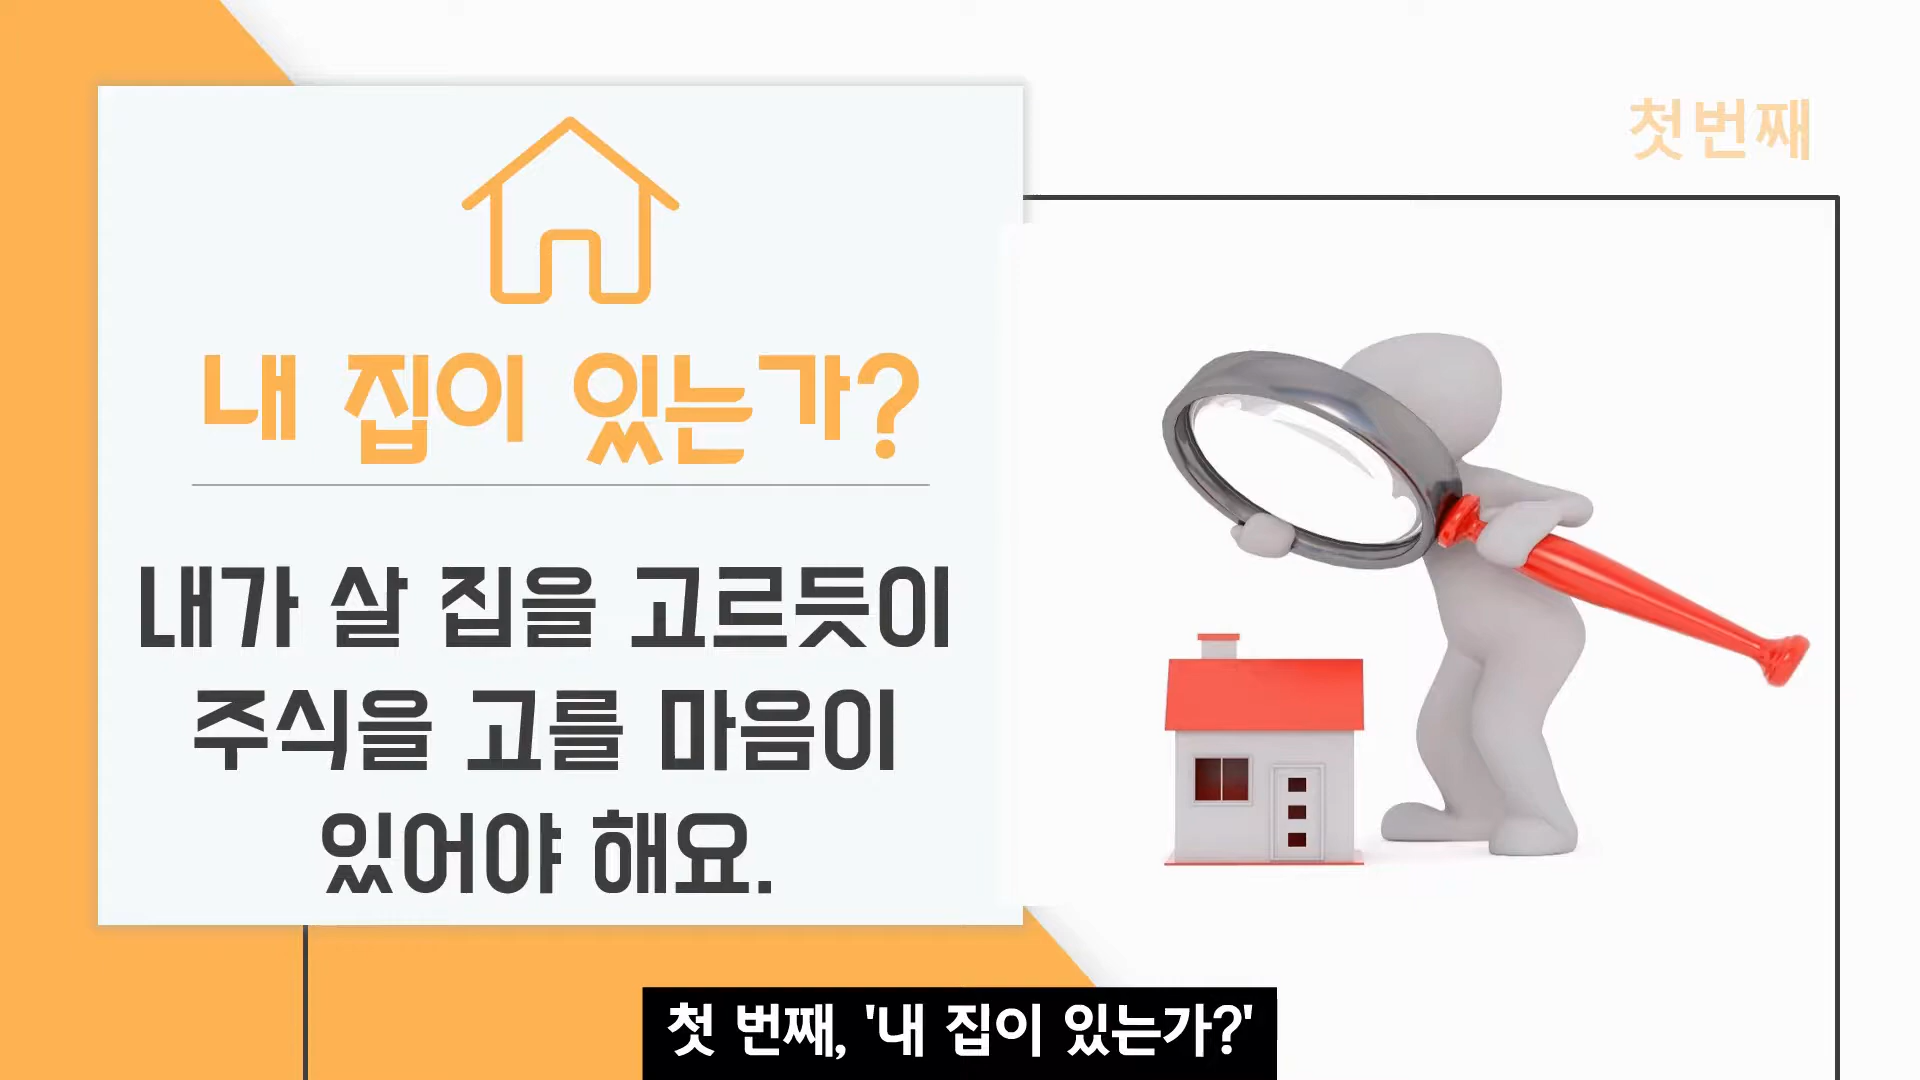 첫번째
내 집이 있는가?
내가 살 집을 고르듯이
주식을 고를 마음이
있어야 해요.
첫 번째, '내 집이 있는가?'